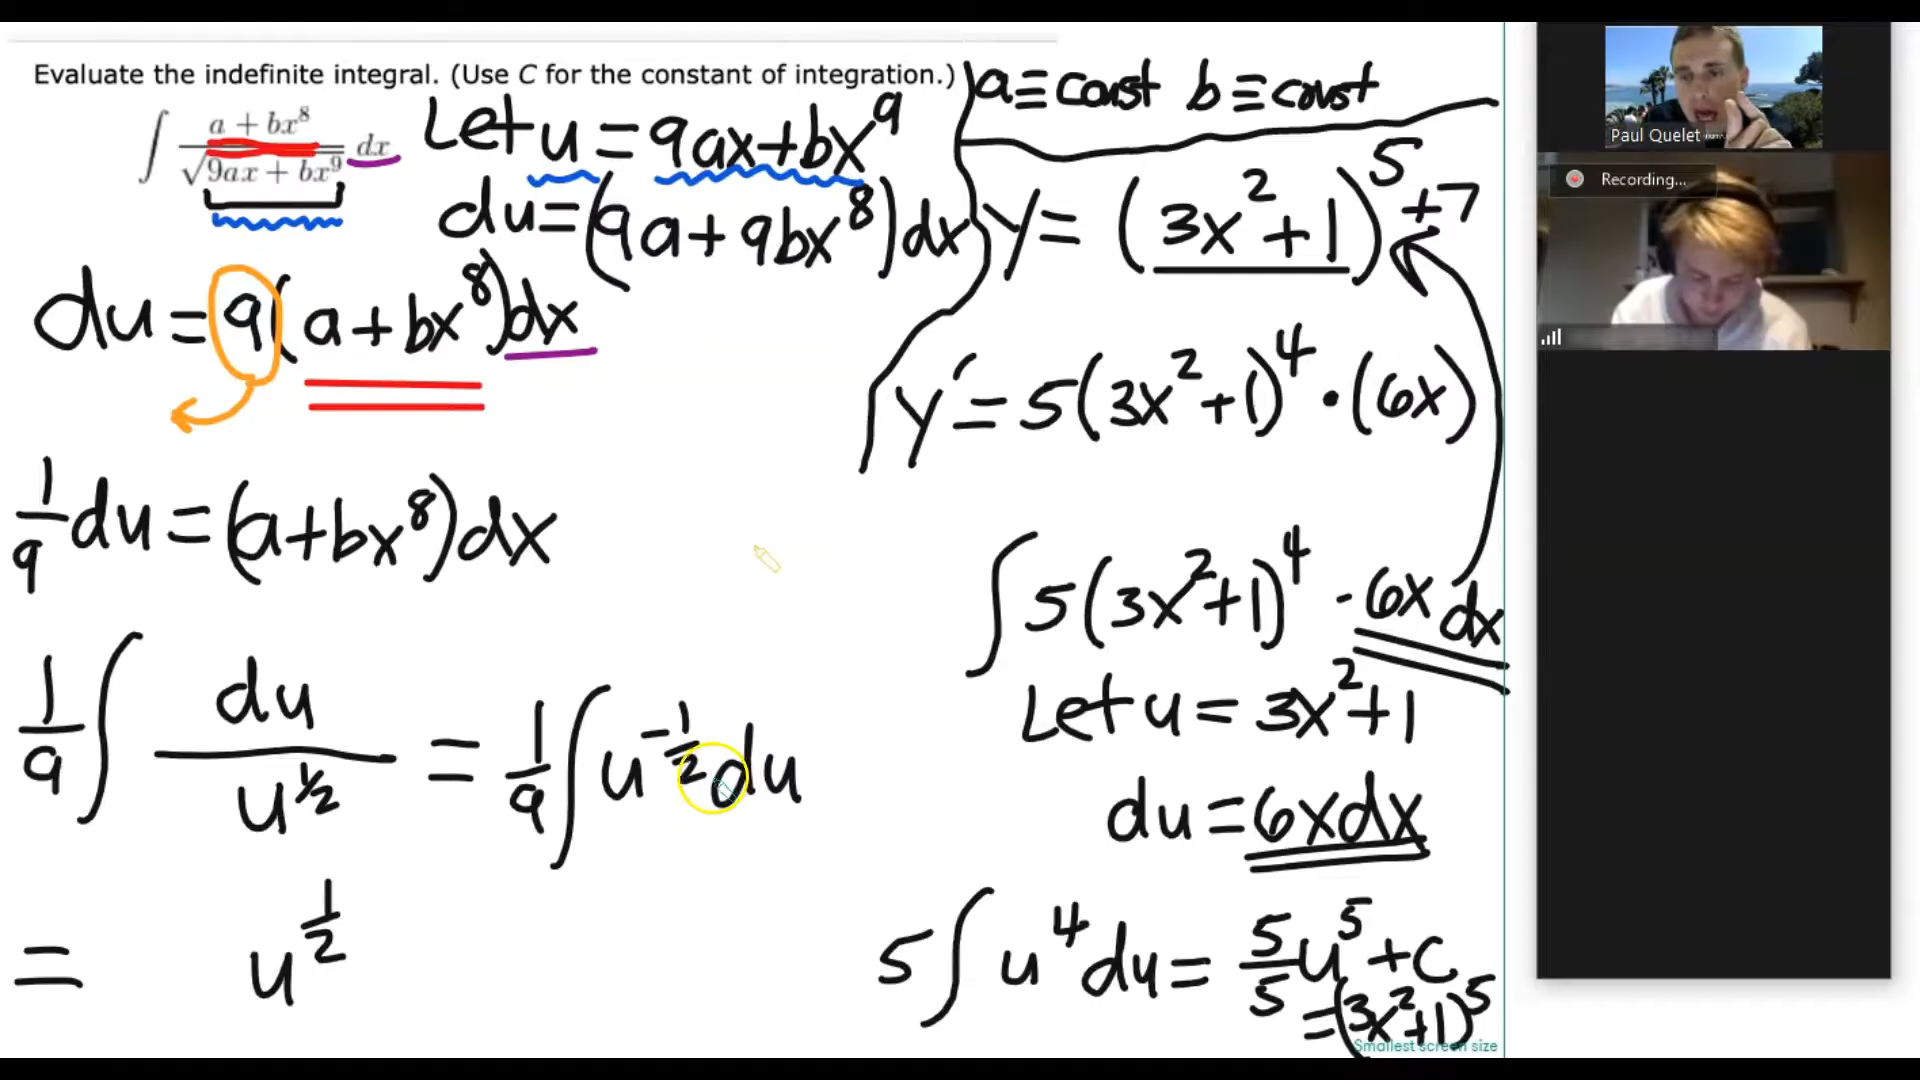 Evaluate the indefinite integral. (Use C for the constant of integration.)
∫ (a + bx⁸)/√(9ax + bx⁹) dx
Let u = 9ax+bx⁹
du = (9a + 9bx⁸)dx
du = 9(a+bx⁸)dx
1/9 du = (a+bx⁸)dx
1/9 ∫ du/u^½ = 1/9 ∫ u^-½ du
= u^½
a ≡ const b ≡ const
y = (3x²+1)⁵ +7
y' = 5(3x²+1)⁴ • (6x)
∫ 5(3x²+1)⁴ - 6x dx
Let u = 3x²+1
du = 6xdx
5 ∫ u⁴ du = 5/5 u⁵ + C
= (3x²+1)⁵
Smallest screen size
Paul Quelet
Recording...